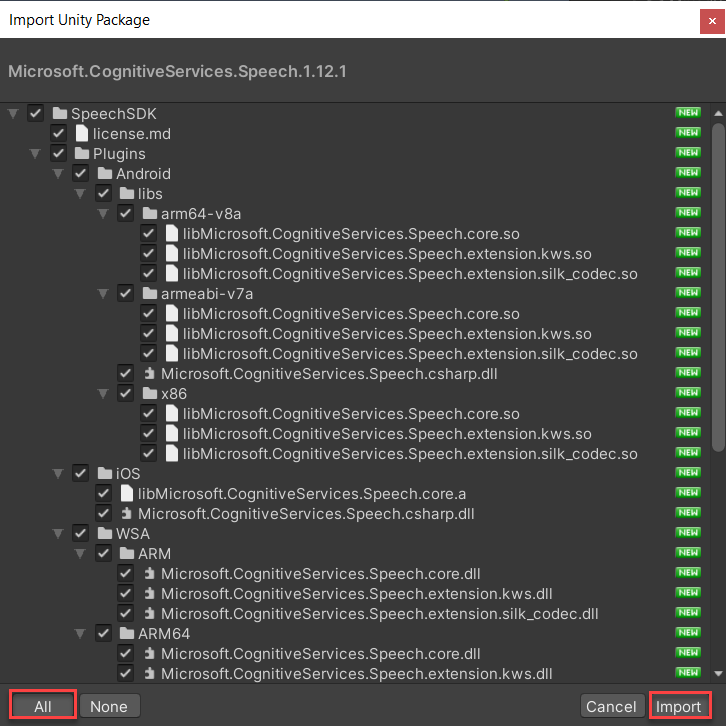 Import Unity Package
Microsoft.CognitiveServices.Speech.1.12.1
SpeechSDK NEW
license.md NEW
Plugins NEW
Android NEW
libs NEW
arm64-v8a NEW
libMicrosoft.CognitiveServices.Speech.core.so NEW
libMicrosoft.CognitiveServices.Speech.extension.kws.so NEW
libMicrosoft.CognitiveServices.Speech.extension.silk_codec.so NEW
armeabi-v7a NEW
libMicrosoft.CognitiveServices.Speech.core.so NEW
libMicrosoft.CognitiveServices.Speech.extension.kws.so NEW
libMicrosoft.CognitiveServices.Speech.extension.silk_codec.so NEW
Microsoft.CognitiveServices.Speech.csharp.dll NEW
x86 NEW
libMicrosoft.CognitiveServices.Speech.core.so NEW
libMicrosoft.CognitiveServices.Speech.extension.kws.so NEW
libMicrosoft.CognitiveServices.Speech.extension.silk_codec.so NEW
iOS NEW
libMicrosoft.CognitiveServices.Speech.core.a NEW
Microsoft.CognitiveServices.Speech.csharp.dll NEW
WSA NEW
ARM NEW
Microsoft.CognitiveServices.Speech.core.dll NEW
Microsoft.CognitiveServices.Speech.extension.kws.dll NEW
Microsoft.CognitiveServices.Speech.extension.silk_codec.dll NEW
ARM64 NEW
Microsoft.CognitiveServices.Speech.core.dll NEW
Microsoft.CognitiveServices.Speech.extension.kws.dll NEW
All None Cancel Import